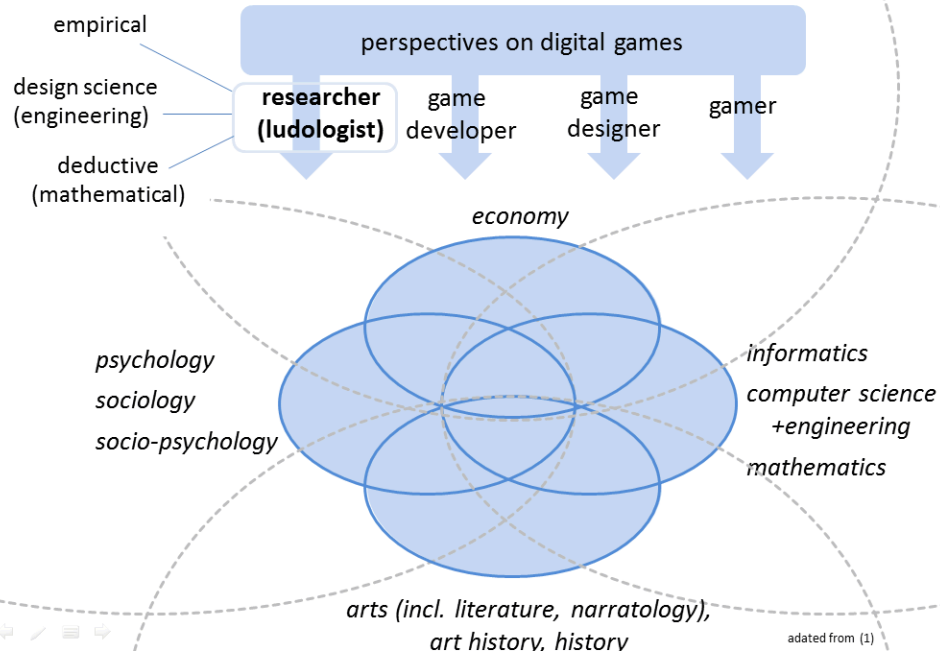 empirical
design science
(engineering)
deductive
(mathematical)
perspectives on digital games
researcher
(ludologist)
game
developer
game
designer
gamer
economy
psychology
sociology
socio-psychology
informatics
computer science
+engineering
mathematics
arts (incl. literature, narratology),
art history, history
adated from (1)